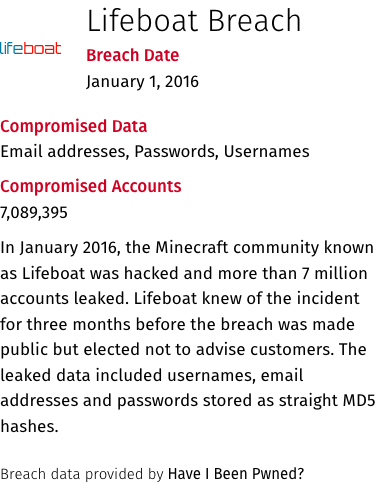 Lifeboat Breach
lifeboat
Breach Date
January 1, 2016
Compromised Data
Email addresses, Passwords, Usernames
Compromised Accounts
7,089,395
In January 2016, the Minecraft community known
as Lifeboat was hacked and more than 7 million
accounts leaked. Lifeboat knew of the incident
for three months before the breach was made
public but elected not to advise customers. The
leaked data included usernames, email
addresses and passwords stored as straight MD5
hashes.
Breach data provided by Have I Been Pwned?